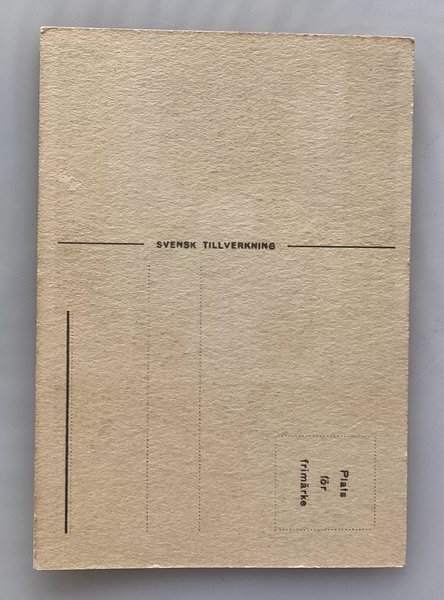 SVENSK TILLVERKNING
Plats
för
frimärke